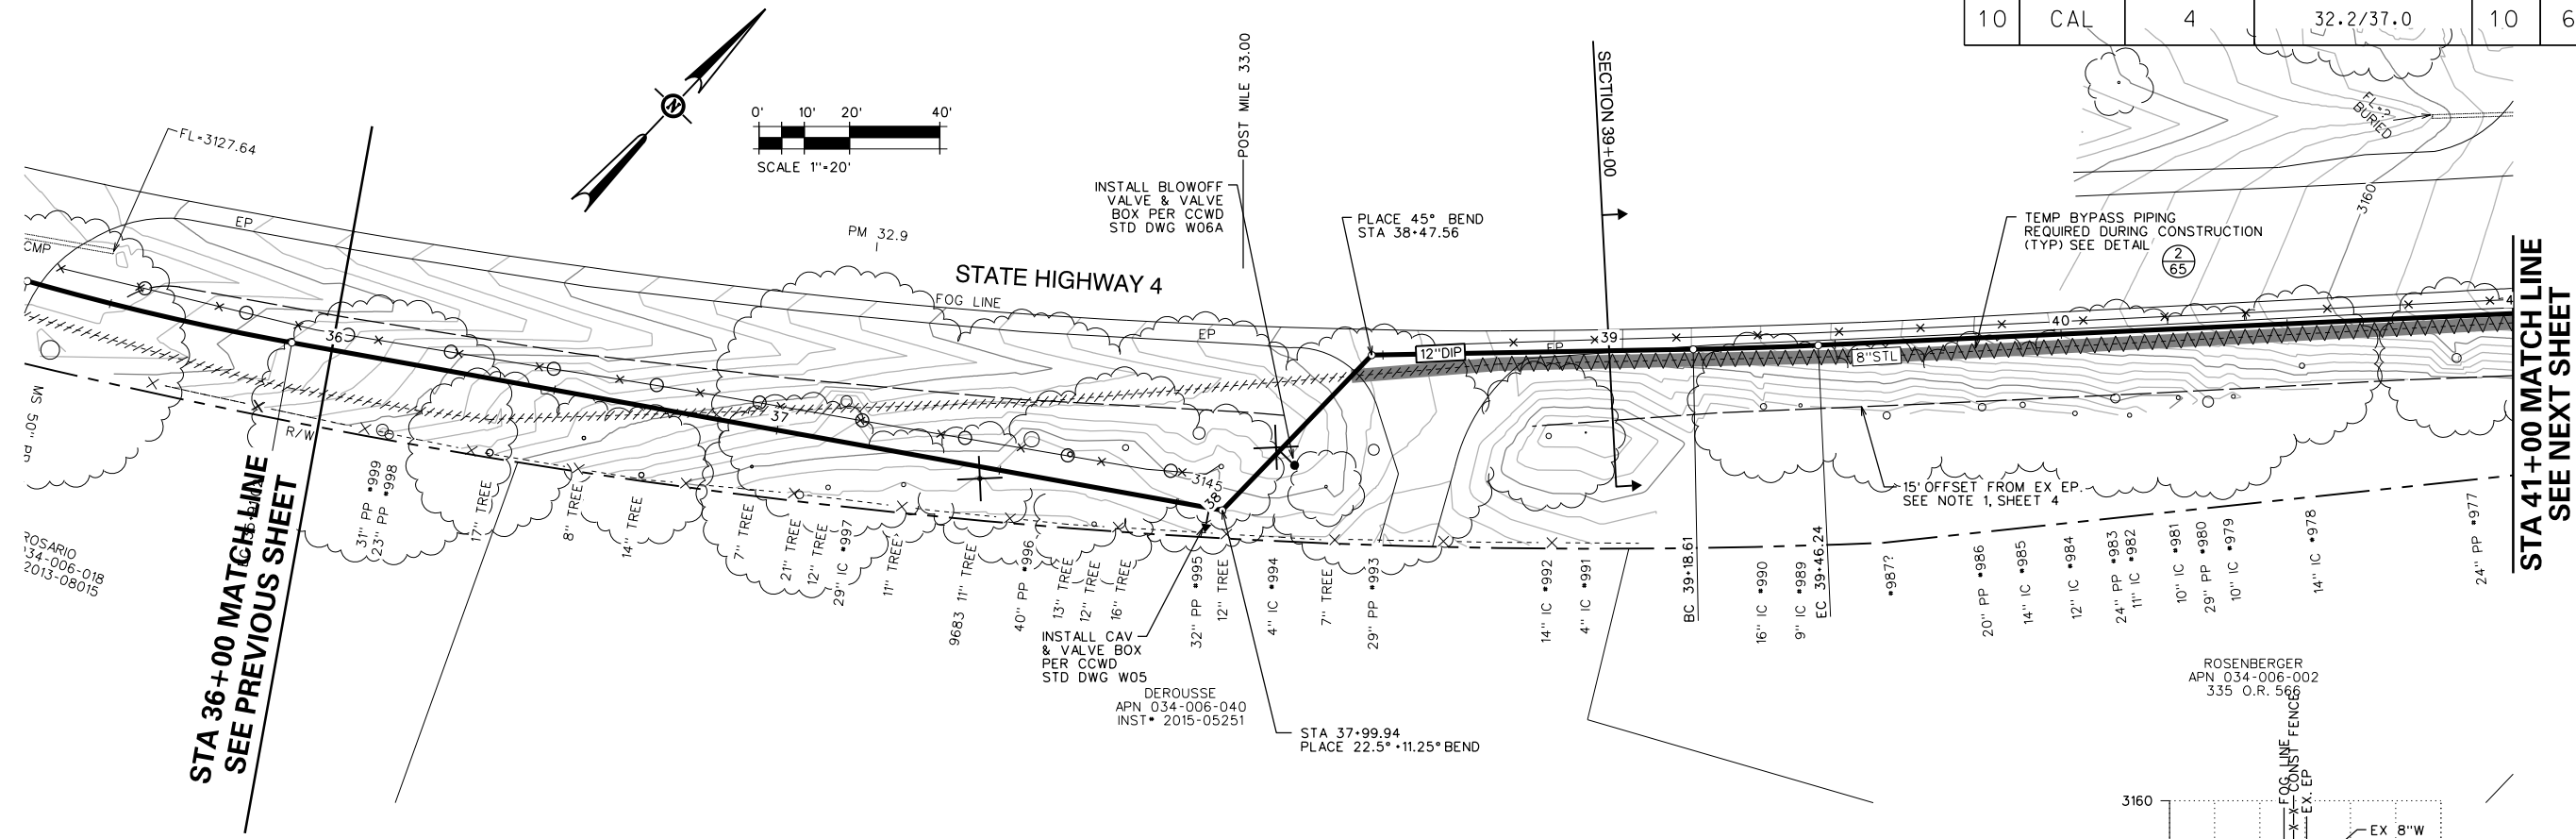 10 CAL 4 32.2/37.0 10 6
FL=3127.64
0' 10' 20' 40'
SCALE 1"=20'
POST MILE 33.00
SECTION 39+00
FL=?
BURIED
3160
EP
CMP
PM 32.9
STATE HIGHWAY 4
FOG LINE
EP
INSTALL BLOWOFF
VALVE & VALVE
BOX PER CCWD
STD DWG W06A
PLACE 45° BEND
STA 38+47.56
TEMP BYPASS PIPING
REQUIRED DURING CONSTRUCTION
(TYP) SEE DETAIL
2
65
36
37
38
39
40
4
12"DIP
EP
8"STL
3145
R/W
15' OFFSET FROM EX EP.
SEE NOTE 1, SHEET 4
STA 41+00 MATCH LINE
SEE NEXT SHEET
STA 36+00 MATCH LINE
SEE PREVIOUS SHEET
31" PP #999
23" PP #998
17" TREE
8" TREE
14" TREE
7" TREE
21" TREE
12" TREE
29" IC #997
11" TREE
9683 11" TREE
40" PP #996
13" TREE
12" TREE
16" TREE
32" PP #995
12" TREE
4" IC #994
7" TREE
29" PP #993
14" IC #992
4" IC #991
BC 39+18.61
16" IC #990
9" IC #989
EC 39+46.24
#987?
20" PP #986
14" IC #985
12" IC #984
24" PP #983
11" IC #982
10" IC #981
29" PP #980
10" IC #979
14" IC #978
24" PP #977
ROSARIO
34-006-018
2013-08015
INSTALL CAV
& VALVE BOX
PER CCWD
STD DWG W05
DEROUSSE
APN 034-006-040
INST# 2015-05251
STA 37+99.94
PLACE 22.5°+11.25° BEND
ROSENBERGER
APN 034-006-002
335 O.R. 566
FOG LINE
X-X-CONST FENCE
EX. EP
3160
EX 8"W